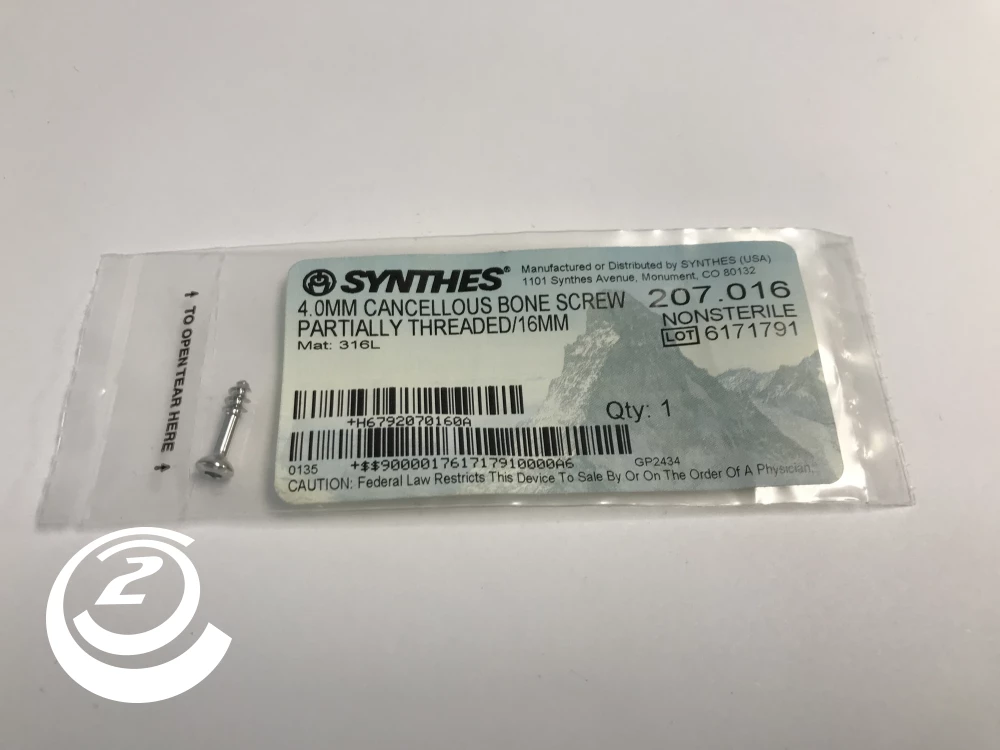 ↑ TO OPEN TEAR HERE ↑
SYNTHES®
Manufactured or Distributed by SYNTHES (USA)
1101 Synthes Avenue, Monument, CO 80132
4.0MM CANCELLOUS BONE SCREW
PARTIALLY THREADED/16MM
Mat: 316L
207.016
NONSTERILE
LOT 6171791
+H6792070160A
Qty: 1
0135 +$$900001761717910000A6 GP2434
CAUTION: Federal Law Restricts This Device To Sale By Or On The Order Of A Physician.
2